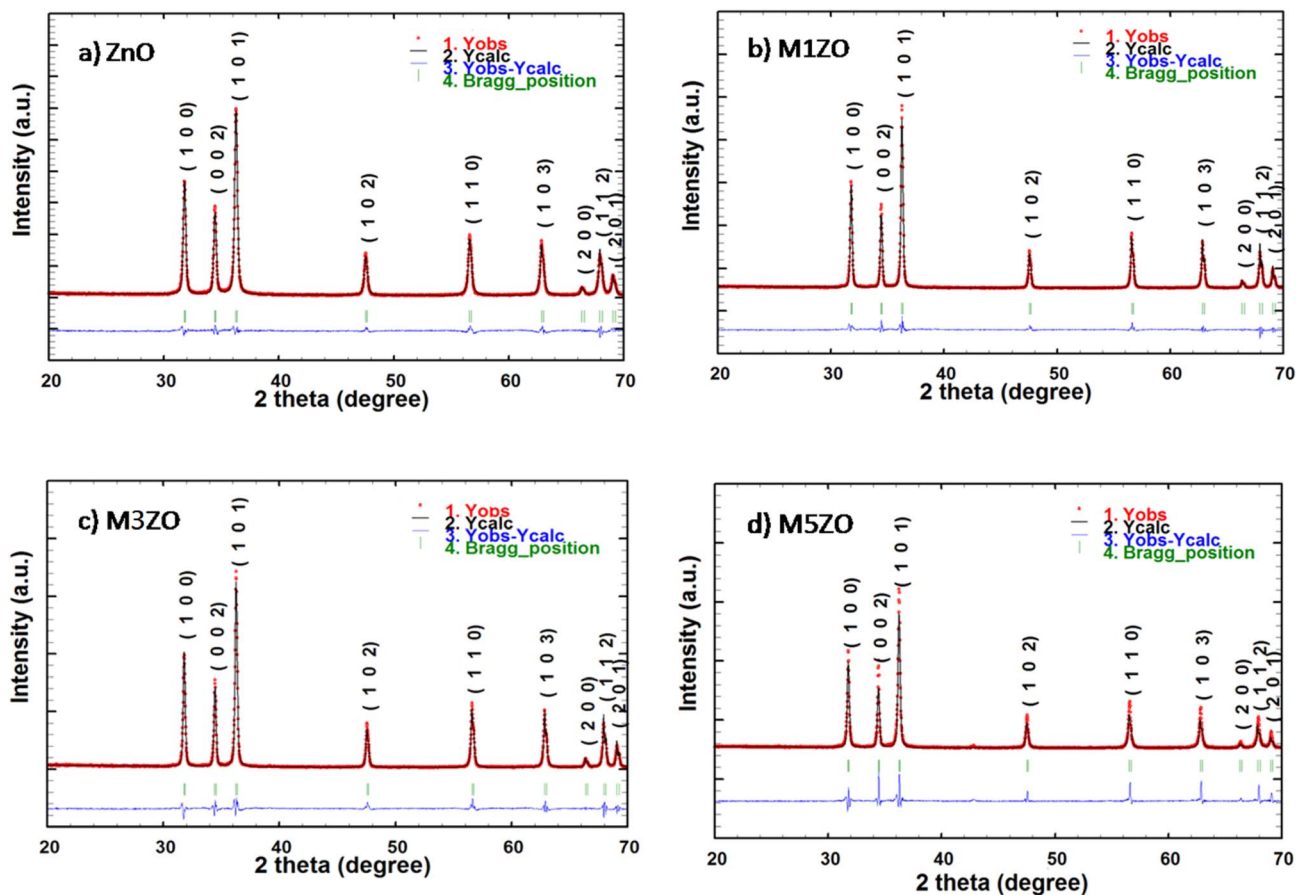 a) ZnO
1. Yobs
2. Ycalc
3. Yobs-Ycalc
4. Bragg_position
Intensity (a.u.)
( 1 0 0)
( 0 0 2)
( 1 0 1)
( 1 0 2)
( 1 1 0)
( 1 0 3)
( 2 0 0)
( 1 1 2)
( 2 0 1)
20 30 40 50 60 70
2 theta (degree)
b) M1ZO
1. Yobs
2. Ycalc
3. Yobs-Ycalc
4. Bragg_position
Intensity (a.u.)
( 1 0 0)
( 0 0 2)
( 1 0 1)
( 1 0 2)
( 1 1 0)
( 1 0 3)
( 2 0 0)
( 1 1 2)
( 2 0 1)
20 30 40 50 60 70
2 theta (degree)
c) M3ZO
1. Yobs
2. Ycalc
3. Yobs-Ycalc
4. Bragg_position
Intensity (a.u.)
( 1 0 0)
( 0 0 2)
( 1 0 1)
( 1 0 2)
( 1 1 0)
( 1 0 3)
( 2 0 0)
( 1 1 2)
( 2 0 1)
20 30 40 50 60 70
2 theta (degree)
d) M5ZO
1. Yobs
2. Ycalc
3. Yobs-Ycalc
4. Bragg_position
Intensity (a.u.)
( 1 0 0)
( 0 0 2)
( 1 0 1)
( 1 0 2)
( 1 1 0)
( 1 0 3)
( 2 0 0)
( 1 1 2)
( 2 0 1)
20 30 40 50 60 70
2 theta (degree)